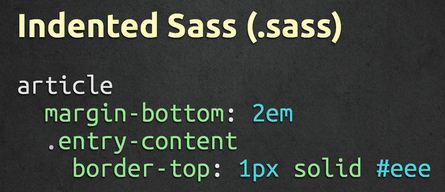 Indented Sass (.sass)
article
margin-bottom: 2em
.entry-content
border-top: 1px solid #eee